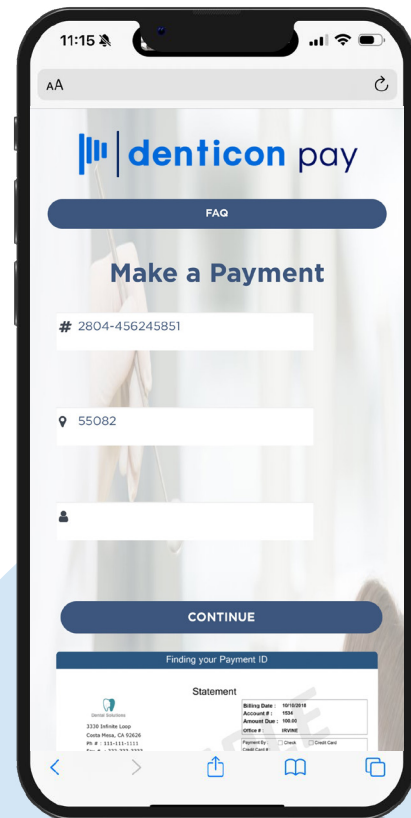 11:15
AA
denticon pay
FAQ
Make a Payment
# 2804-456245851
55082
CONTINUE
Finding your Payment ID
Statement
Dental Solutions
3330 Infinite Loop
Costa Mesa, CA 92626
Ph # : 111-111-1111
Billing Date : 10/10/2018
Account # : 1534
Amount Due : 100.00
Office # : IRVINE
Payment By : Check Credit Card
Credit Card # :